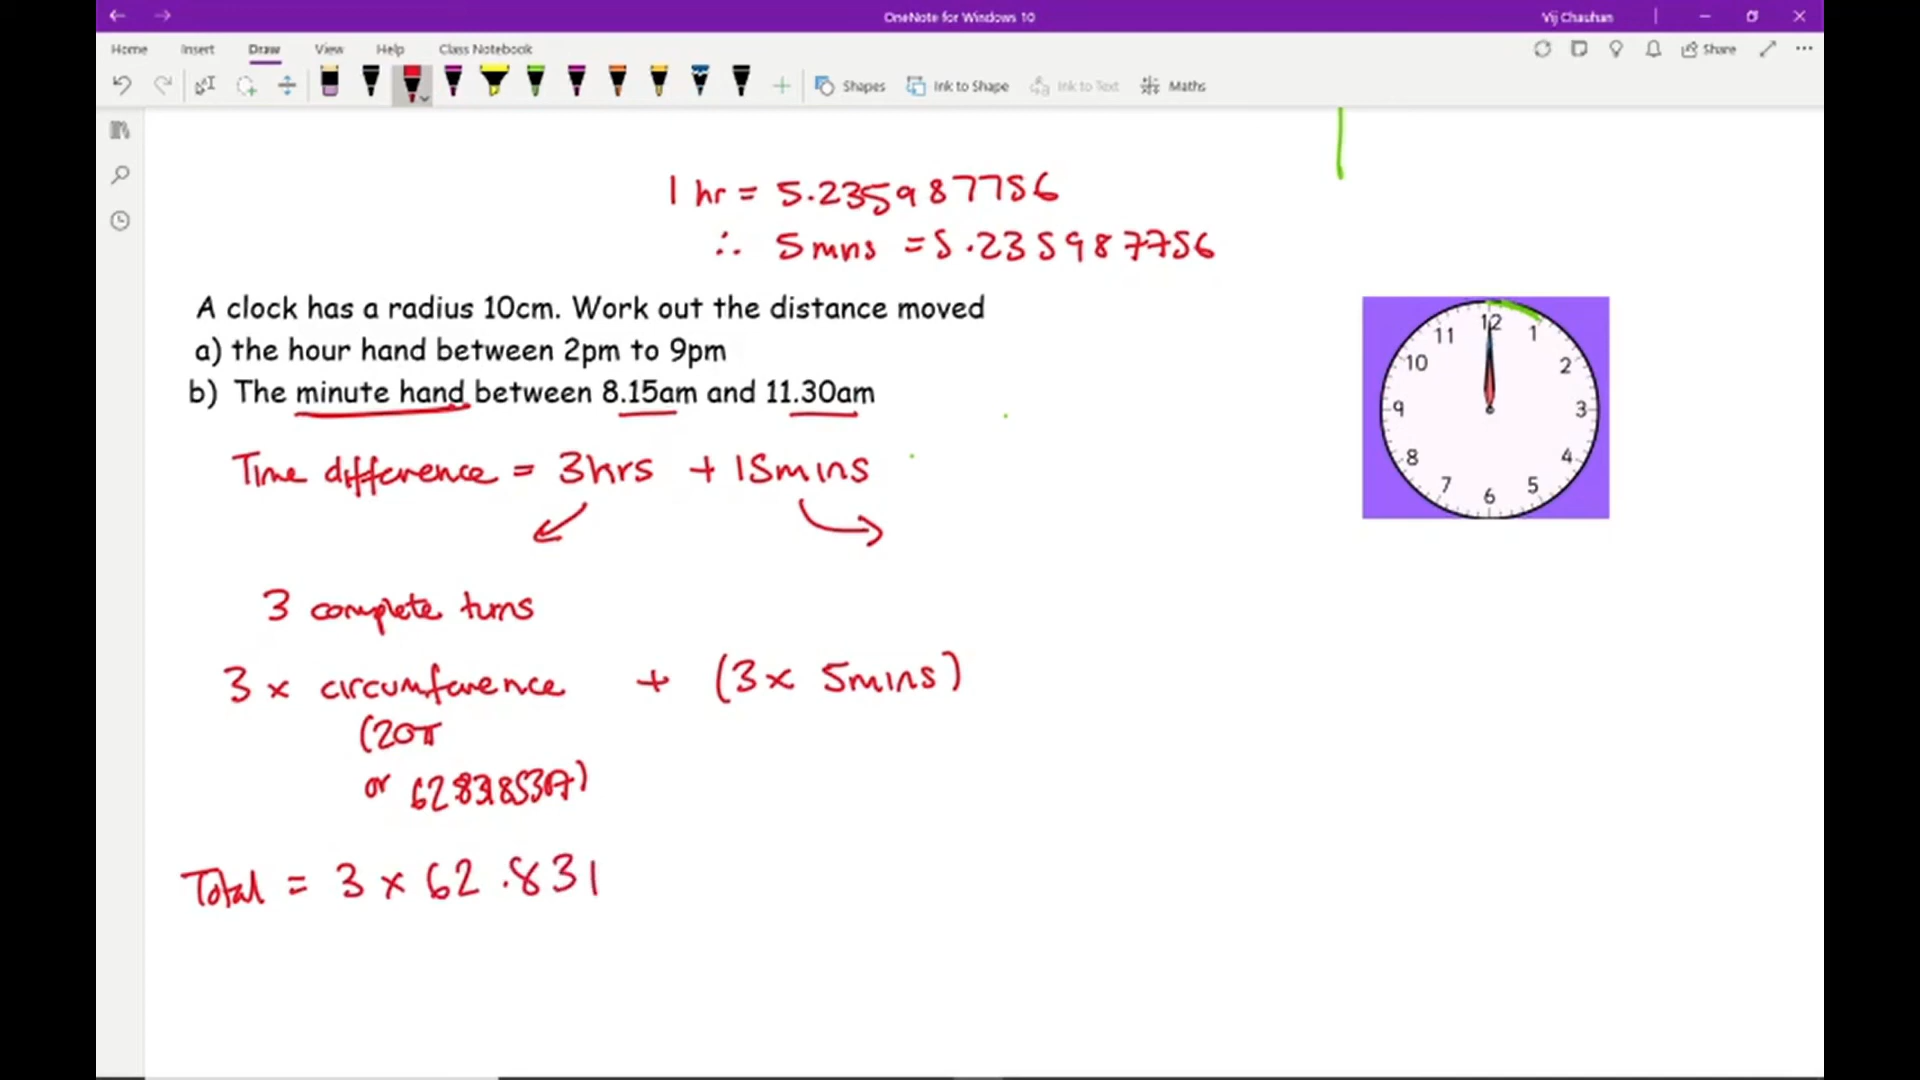 OneNote for Windows 10
Vij Chauhan
Home Insert Draw View Help Class Notebook
Share
Shapes Ink to Shape Ink to Text Maths
1 hr = 5.235987756
∴ 5mns = 5.235987756
A clock has a radius 10cm. Work out the distance moved
a) the hour hand between 2pm to 9pm
b) The minute hand between 8.15am and 11.30am
Time difference = 3hrs + 15mins
3 complete turns
3 x circumference + (3 x 5mins)
(20π
or 62.83185307)
Total = 3 x 62.831
12
11 1
10 2
9 3
8 4
7 5
6